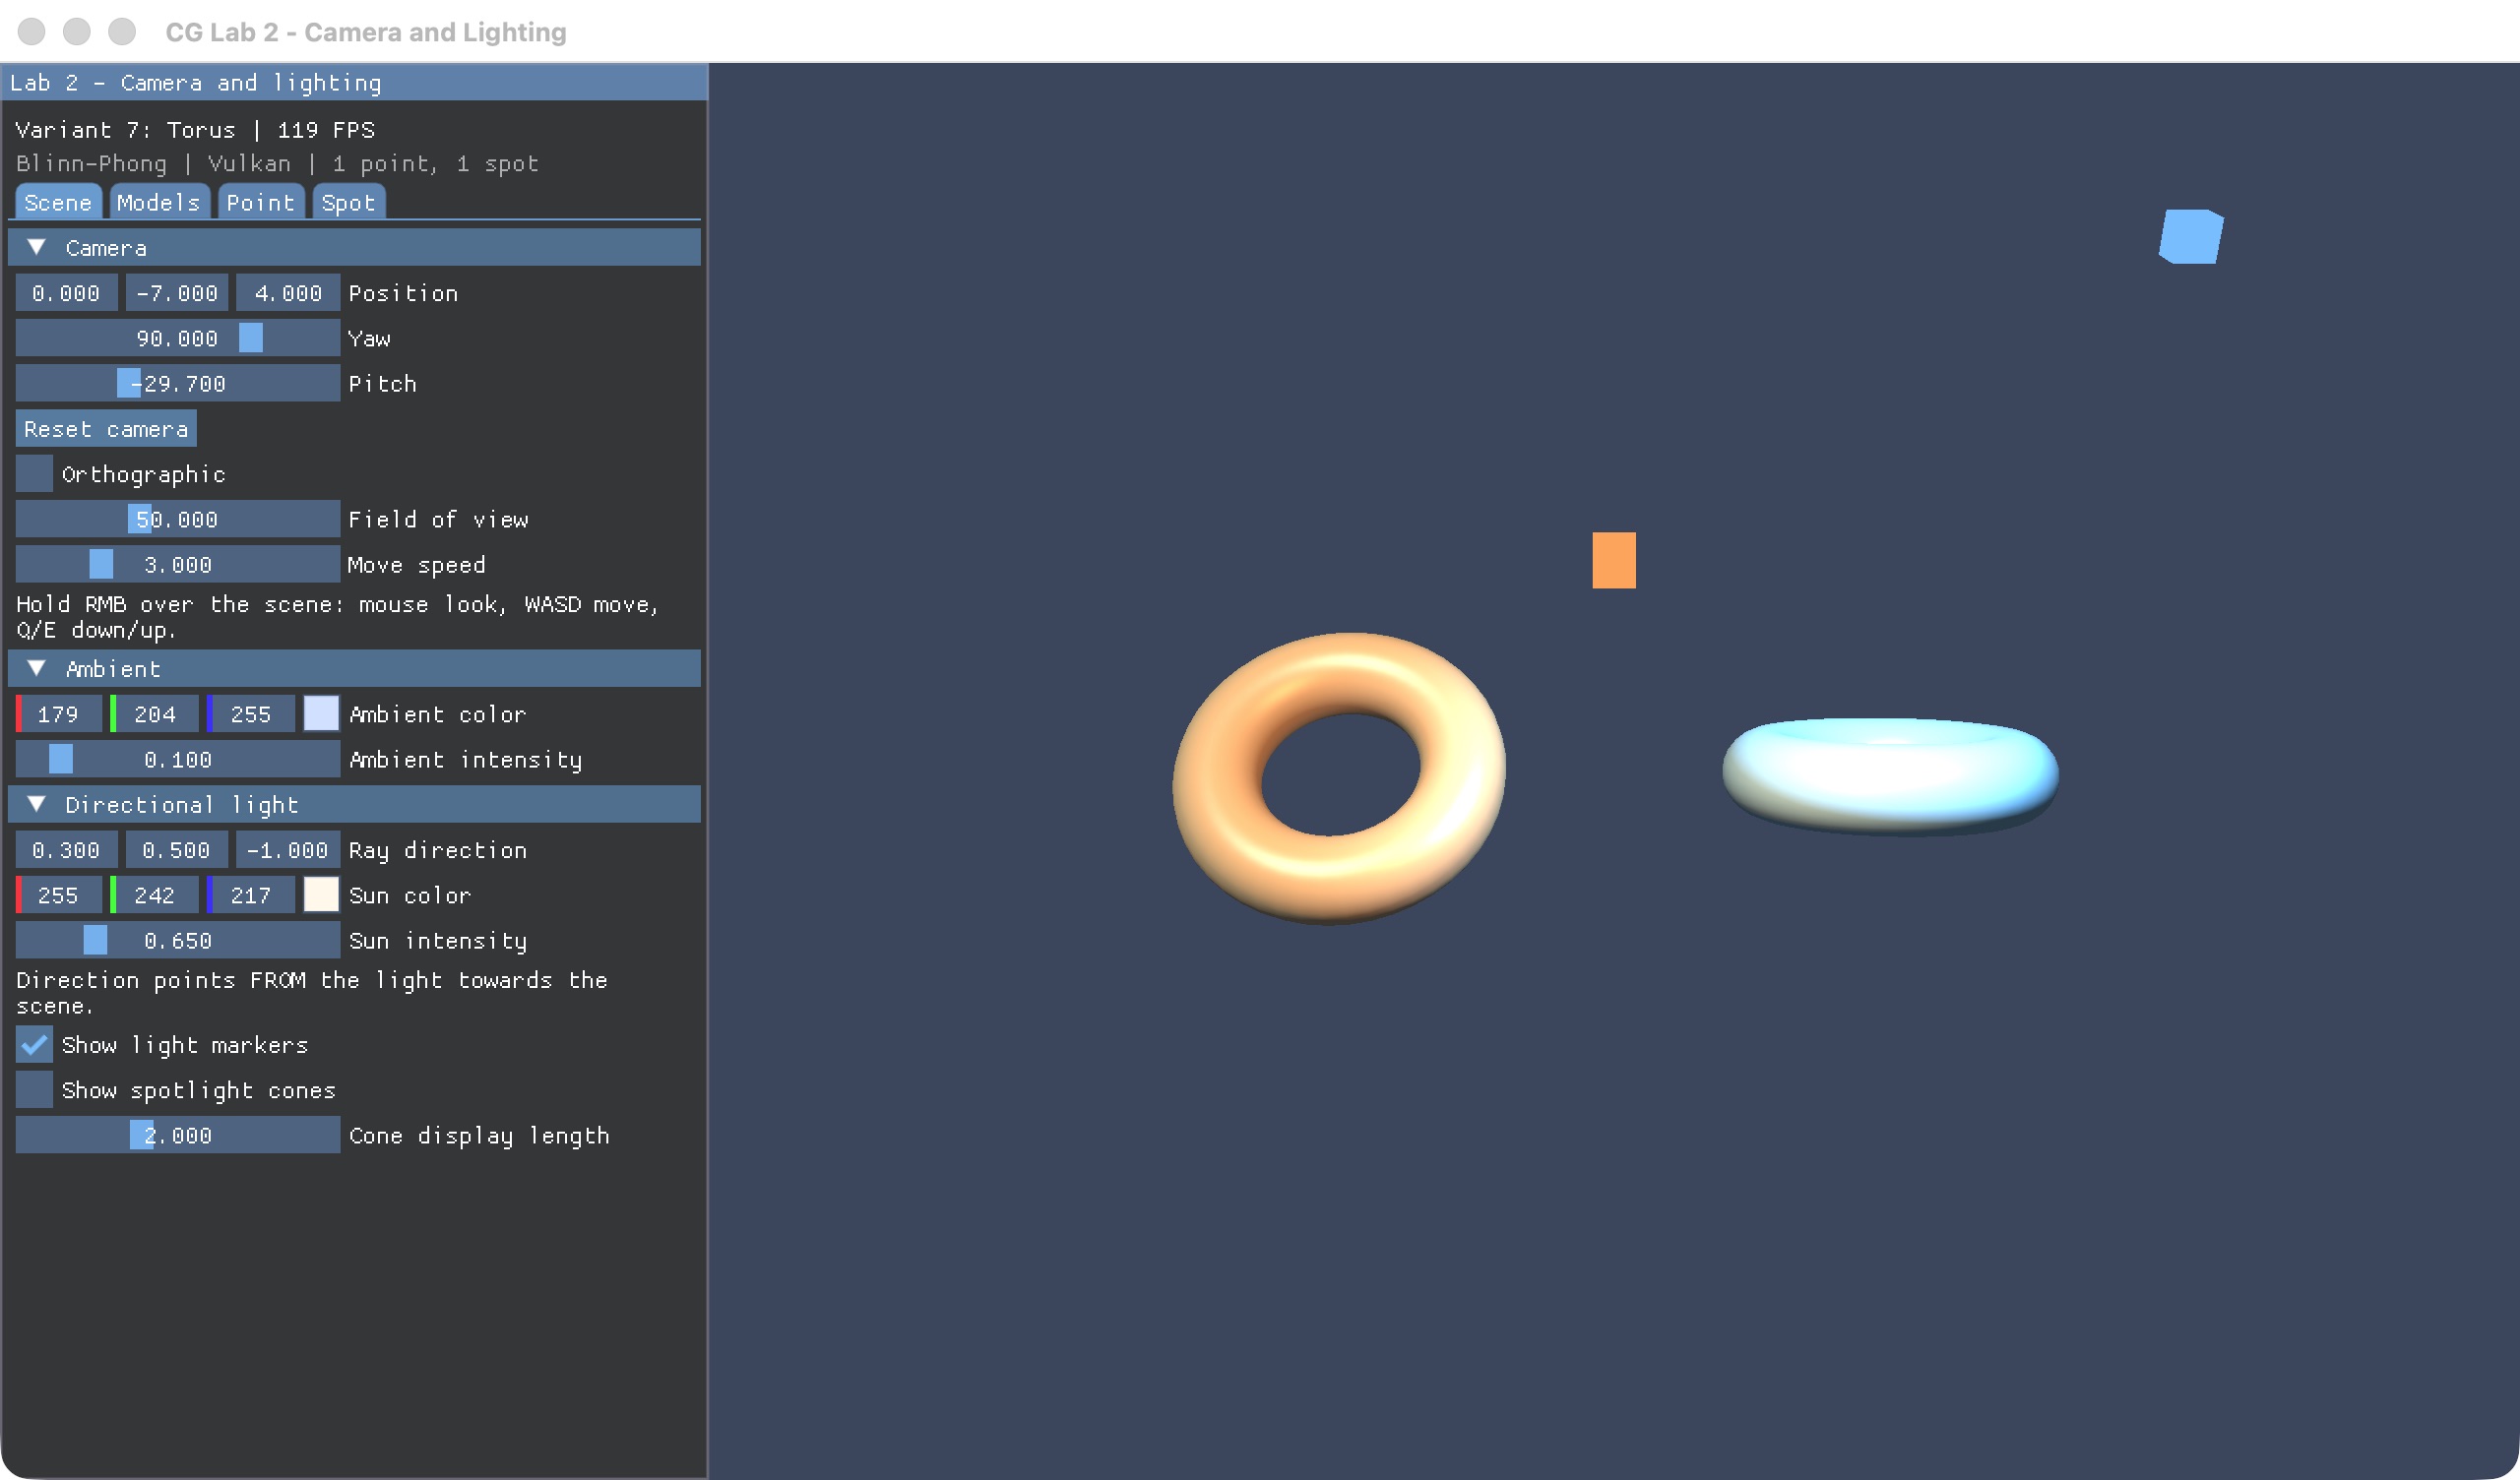 CG Lab 2 - Camera and Lighting
Lab 2 - Camera and lighting
Variant 7: Torus | 119 FPS
Blinn-Phong | Vulkan | 1 point, 1 spot
Scene Models Point Spot
Camera
0.000 -7.000 4.000 Position
90.000 Yaw
-29.700 Pitch
Reset camera
Orthographic
50.000 Field of view
3.000 Move speed
Hold RMB over the scene: mouse look, WASD move,
Q/E down/up.
Ambient
179 204 255 Ambient color
0.100 Ambient intensity
Directional light
0.300 0.500 -1.000 Ray direction
255 242 217 Sun color
0.650 Sun intensity
Direction points FROM the light towards the
scene.
Show light markers
Show spotlight cones
2.000 Cone display length